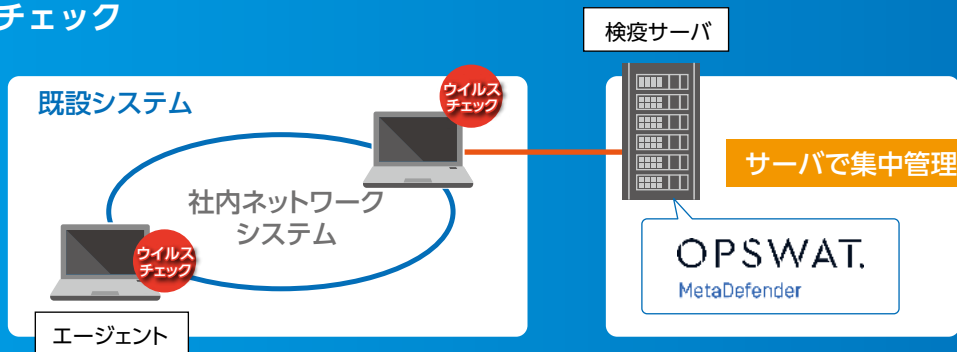 チェック
検疫サーバ
既設システム
ウイルス
チェック
サーバで集中管理
社内ネットワーク
システム
OPSWAT.
MetaDefender
ウイルス
チェック
エージェント